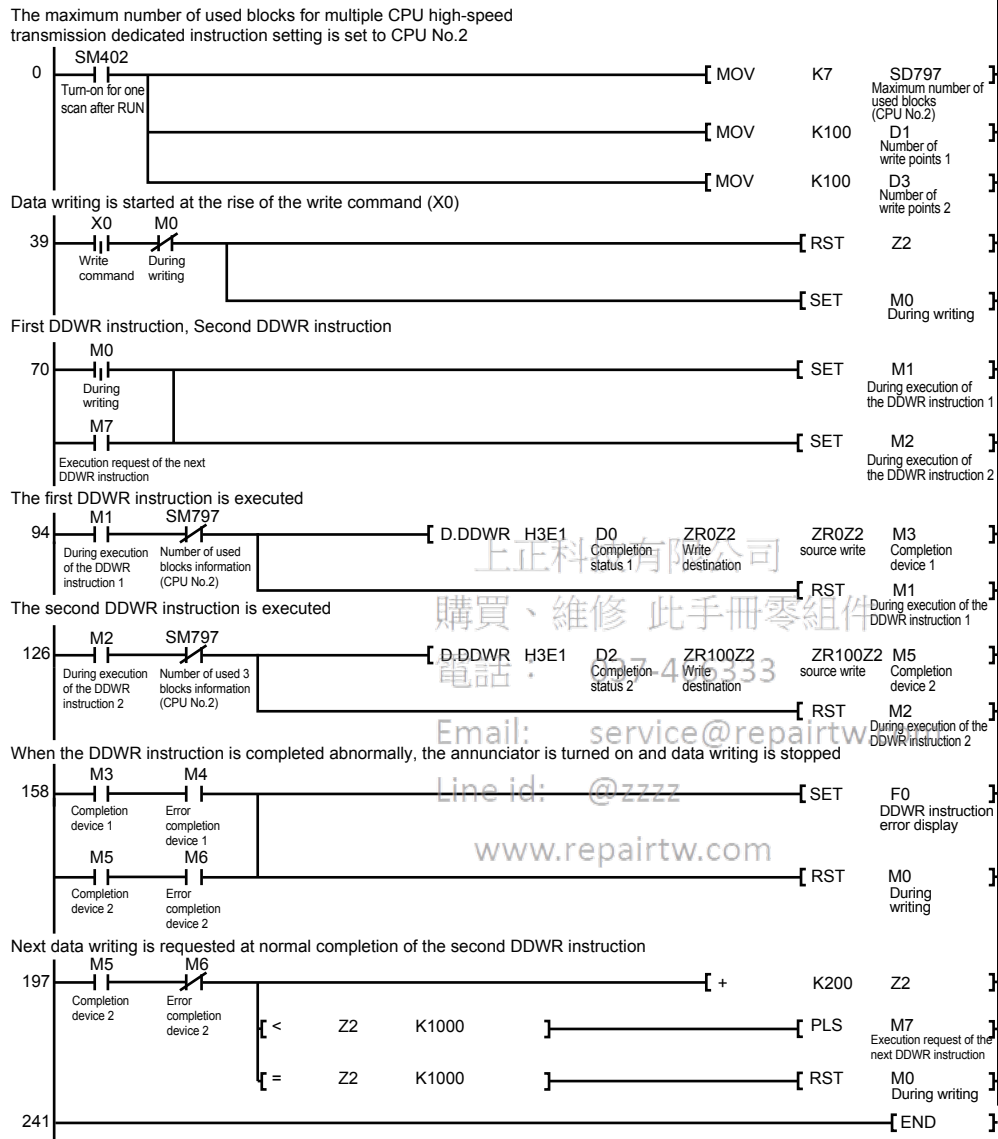 The maximum number of used blocks for multiple CPU high-speed
transmission dedicated instruction setting is set to CPU No.2
SM402
0 MOV K7 SD797
Turn-on for one
scan after RUN
Maximum number of
used blocks
(CPU No.2)
MOV K100 D1
Number of
write points 1
MOV K100 D3
Number of
write points 2
Data writing is started at the rise of the write command (X0)
X0 M0
39 RST Z2
Write command
During writing
SET M0
During writing
First DDWR instruction, Second DDWR instruction
M0
70 SET M1
During
writing
During execution of
the DDWR instruction 1
M7
SET M2
Execution request of the next
DDWR instruction
During execution of
the DDWR instruction 2
The first DDWR instruction is executed
M1 SM797
94 D.DDWR H3E1 D0 ZR0Z2 ZR0Z2 M3
During execution
of the DDWR
instruction 1
Number of used
blocks information
(CPU No.2)
Completion
status 1
Write
destination
source write
Completion
device 1
RST M1
During execution of the
DDWR instruction 1
The second DDWR instruction is executed
M2 SM797
126 D.DDWR H3E1 D2 ZR100Z2 ZR100Z2 M5
During execution
of the DDWR
instruction 2
Number of used 3
blocks information
(CPU No.2)
Completion
status 2
Write
destination
source write
Completion
device 2
RST M2
During execution of the
DDWR instruction 2
When the DDWR instruction is completed abnormally, the annunciator is turned on and data writing is stopped
M3 M4
158 SET F0
Completion
device 1
Error
completion
device 1
DDWR instruction
error display
M5 M6
RST M0
Completion
device 2
Error
completion
device 2
During
writing
Next data writing is requested at normal completion of the second DDWR instruction
M5 M6
197 + K200 Z2
Completion
device 2
Error
completion
device 2
< Z2 K1000 PLS M7
Execution request of the
next DDWR instruction
= Z2 K1000 RST M0
During writing
241 END
上正科技有限公司
購買、維修 此手冊零組件
電話：
Email: service@repairtw.com
Line id: @zzzz
www.repairtw.com